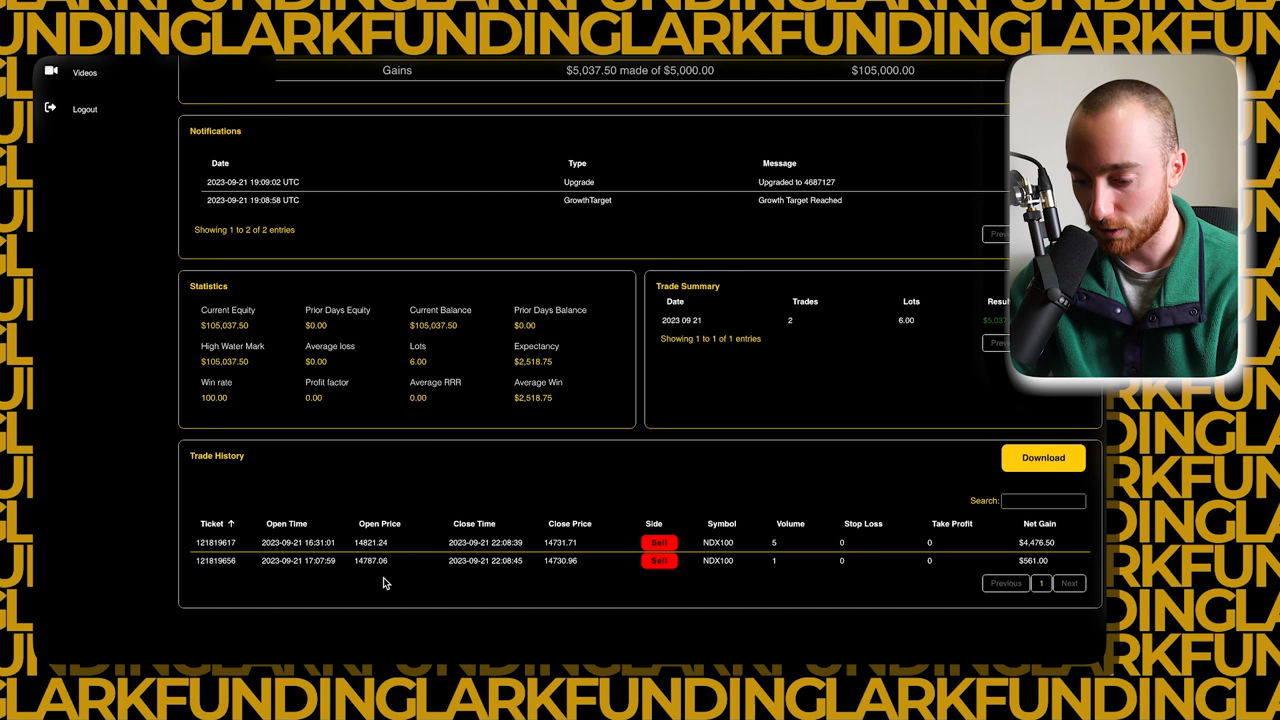 UNDINGLARKFUNDINGLARKFUNDINGLARKFUN
Videos
Gains $5,037.50 made of $5,000.00 $105,000.00
Logout
Notifications
Date Type Message
2023-09-21 19:09:02 UTC Upgrade Upgraded to 4687127
2023-09-21 19:08:58 UTC GrowthTarget Growth Target Reached
Showing 1 to 2 of 2 entries
Statistics
Current Equity Prior Days Equity Current Balance Prior Days Balance
$105,037.50 $0.00 $105,037.50 $0.00
High Water Mark Average loss Lots Expectancy
$105,037.50 $0.00 6.00 $2,518.75
Win rate Profit factor Average RRR Average Win
100.00 0.00 0.00 $2,518.75
Trade Summary
Date Trades Lots
2023 09 21 2 6.00
Showing 1 to 1 of 1 entries
Trade History
Download
Search:
Ticket Open Time Open Price Close Time Close Price Side Symbol Volume Stop Loss Take Profit Net Gain
121819617 2023-09-21 16:31:01 14821.24 2023-09-21 22:08:39 14731.71 Sell NDX100 5 0 0 $4,476.50
121819656 2023-09-21 17:07:59 14787.06 2023-09-21 22:08:45 14730.96 Sell NDX100 1 0 0 $561.00
Previous 1 Next
LARKFUNDINGLARKFUNDINGLARKFUNDING